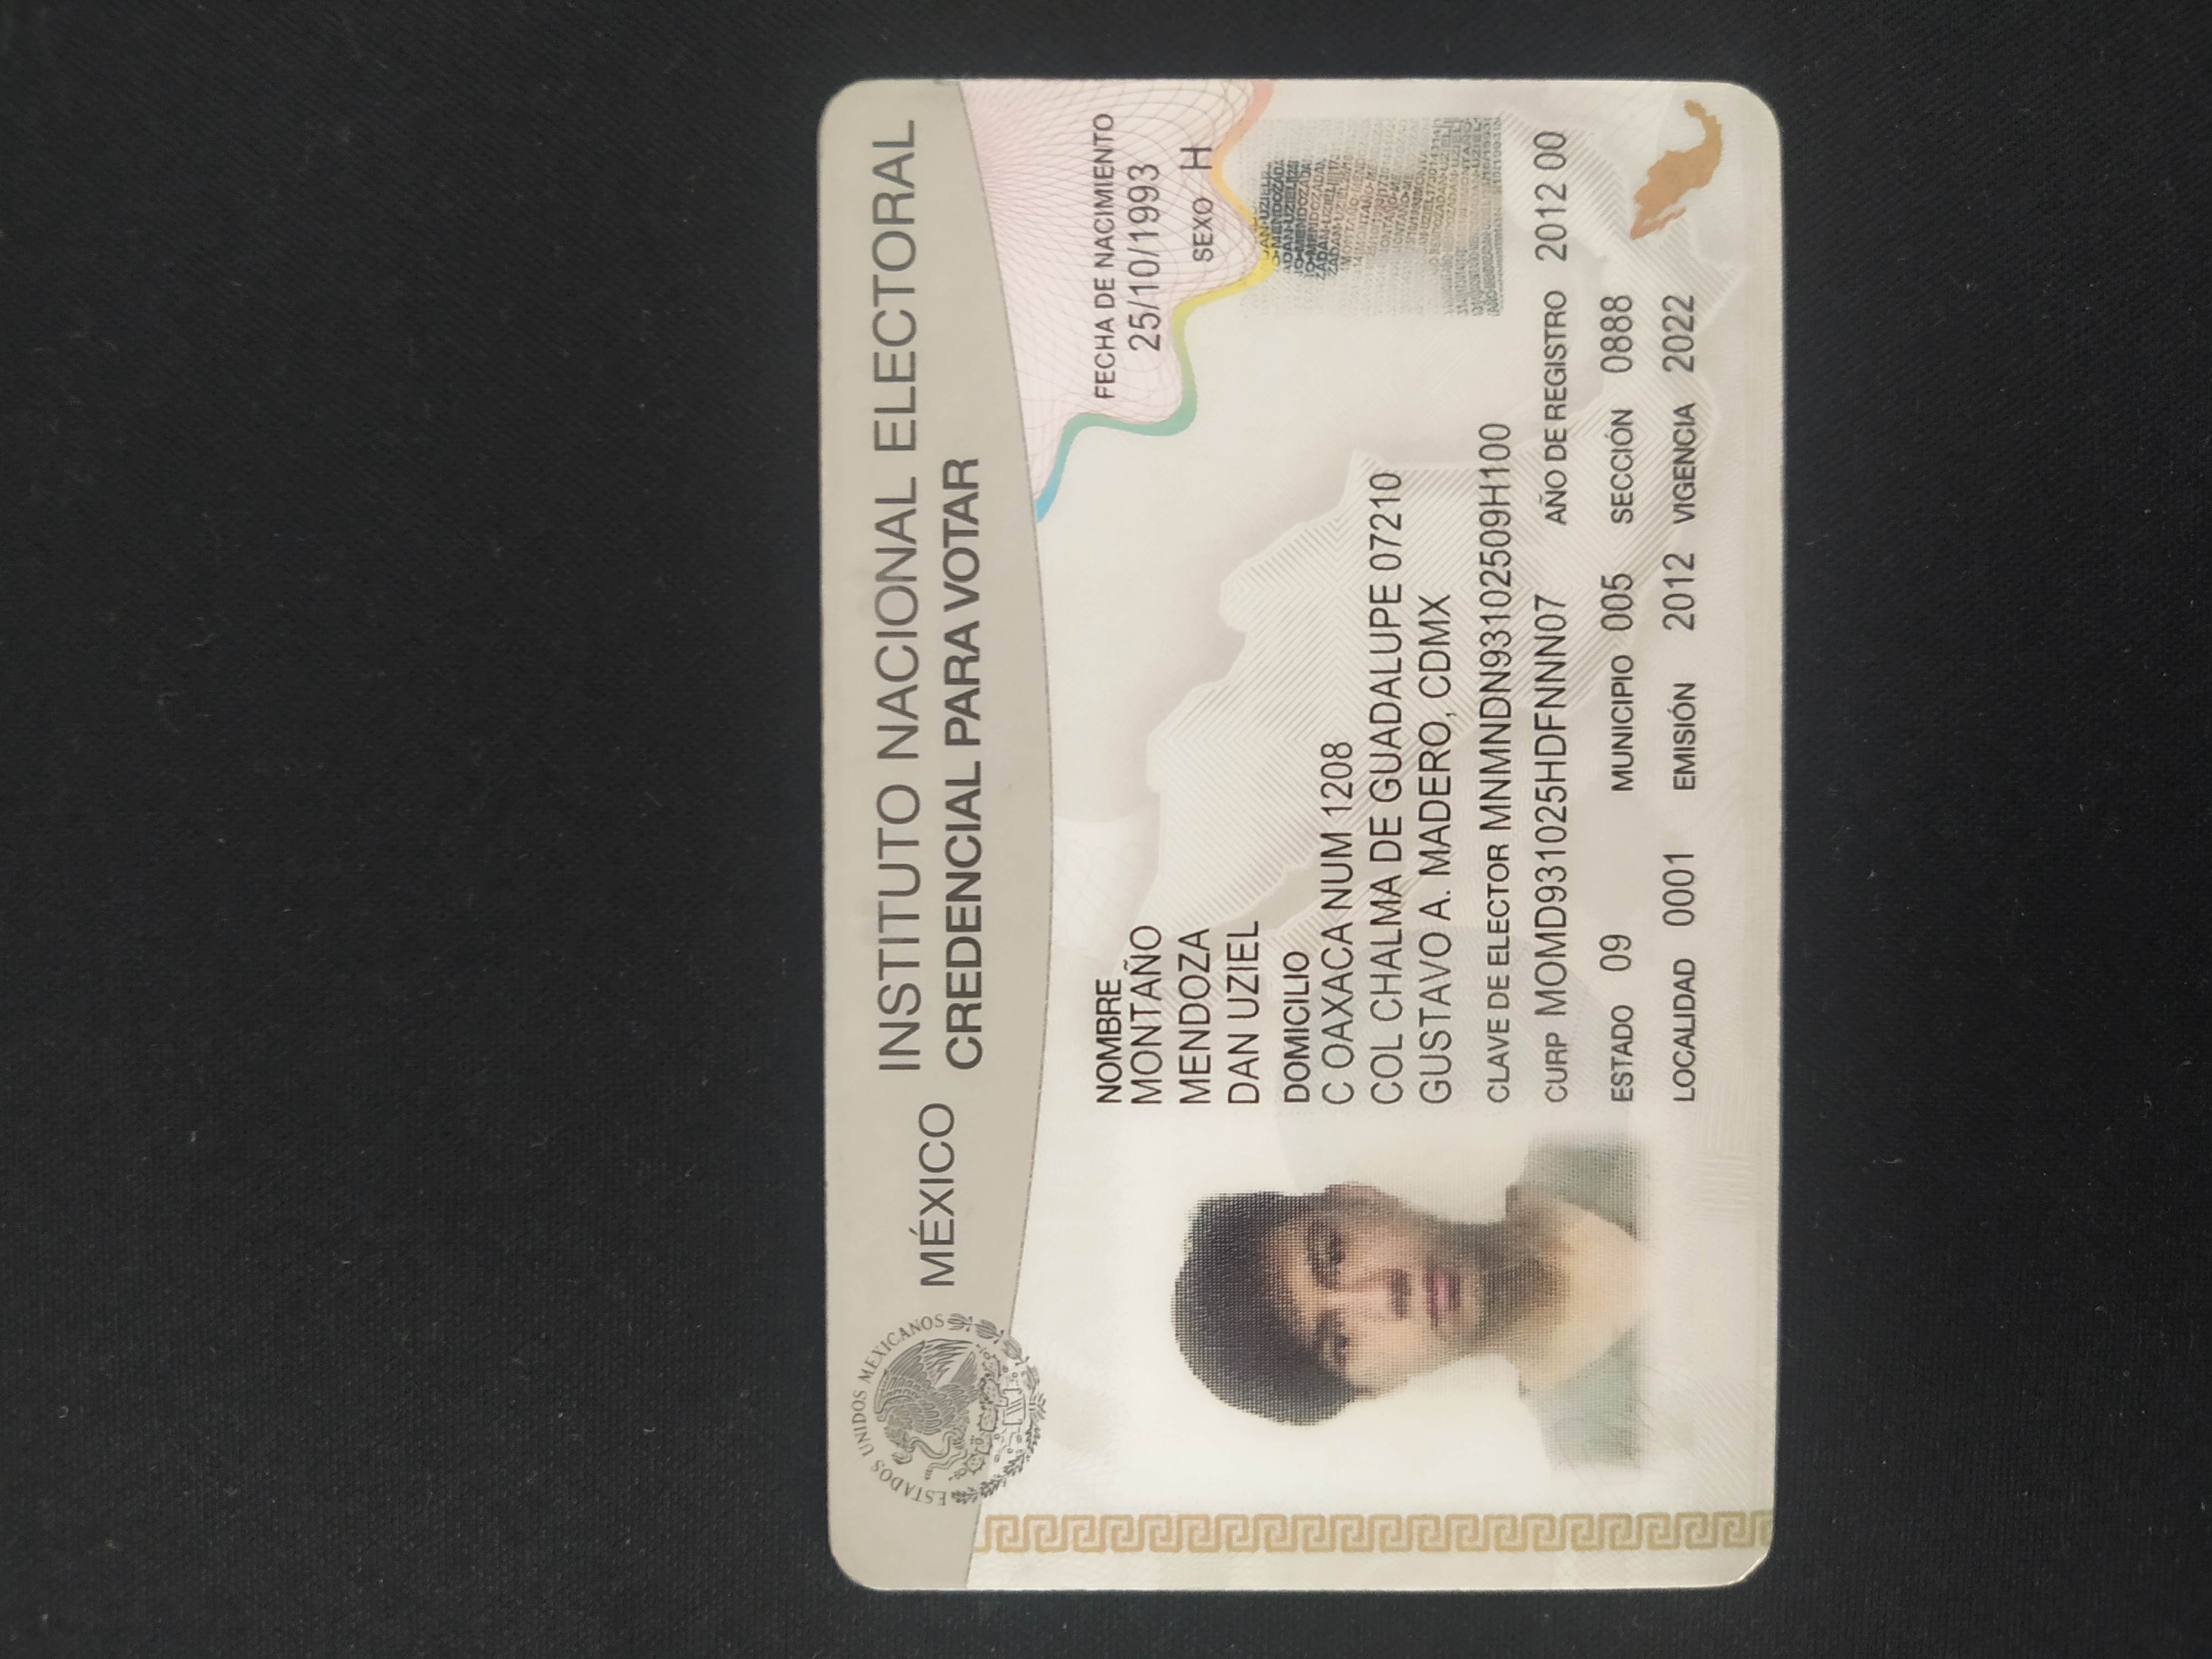 ESTADOS UNIDOS MEXICANOS
MÉXICO
INSTITUTO NACIONAL ELECTORAL
CREDENCIAL PARA VOTAR
NOMBRE
MONTAÑO
MENDOZA
DAN UZIEL
FECHA DE NACIMIENTO
25/10/1993
SEXO H
DOMICILIO
C OAXACA NUM 1208
COL CHALMA DE GUADALUPE 07210
GUSTAVO A. MADERO, CDMX
CLAVE DE ELECTOR MNMNDN93102509H100
CURP MOMD931025HDFNNN07 AÑO DE REGISTRO 2012 00
ESTADO 09 MUNICIPIO 005 SECCIÓN 0888
LOCALIDAD 0001 EMISIÓN 2012 VIGENCIA 2022